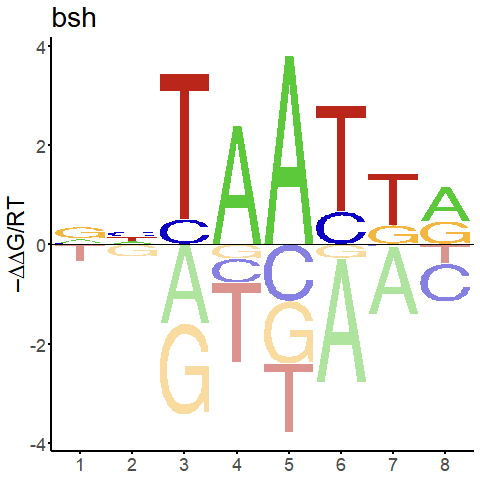 bsh
−ΔΔG/RT
4
2
0
-2
-4
G T
C T G
T C A G
A G C T
A C G T
T C G A
T G A
A G T C
1 2 3 4 5 6 7 8